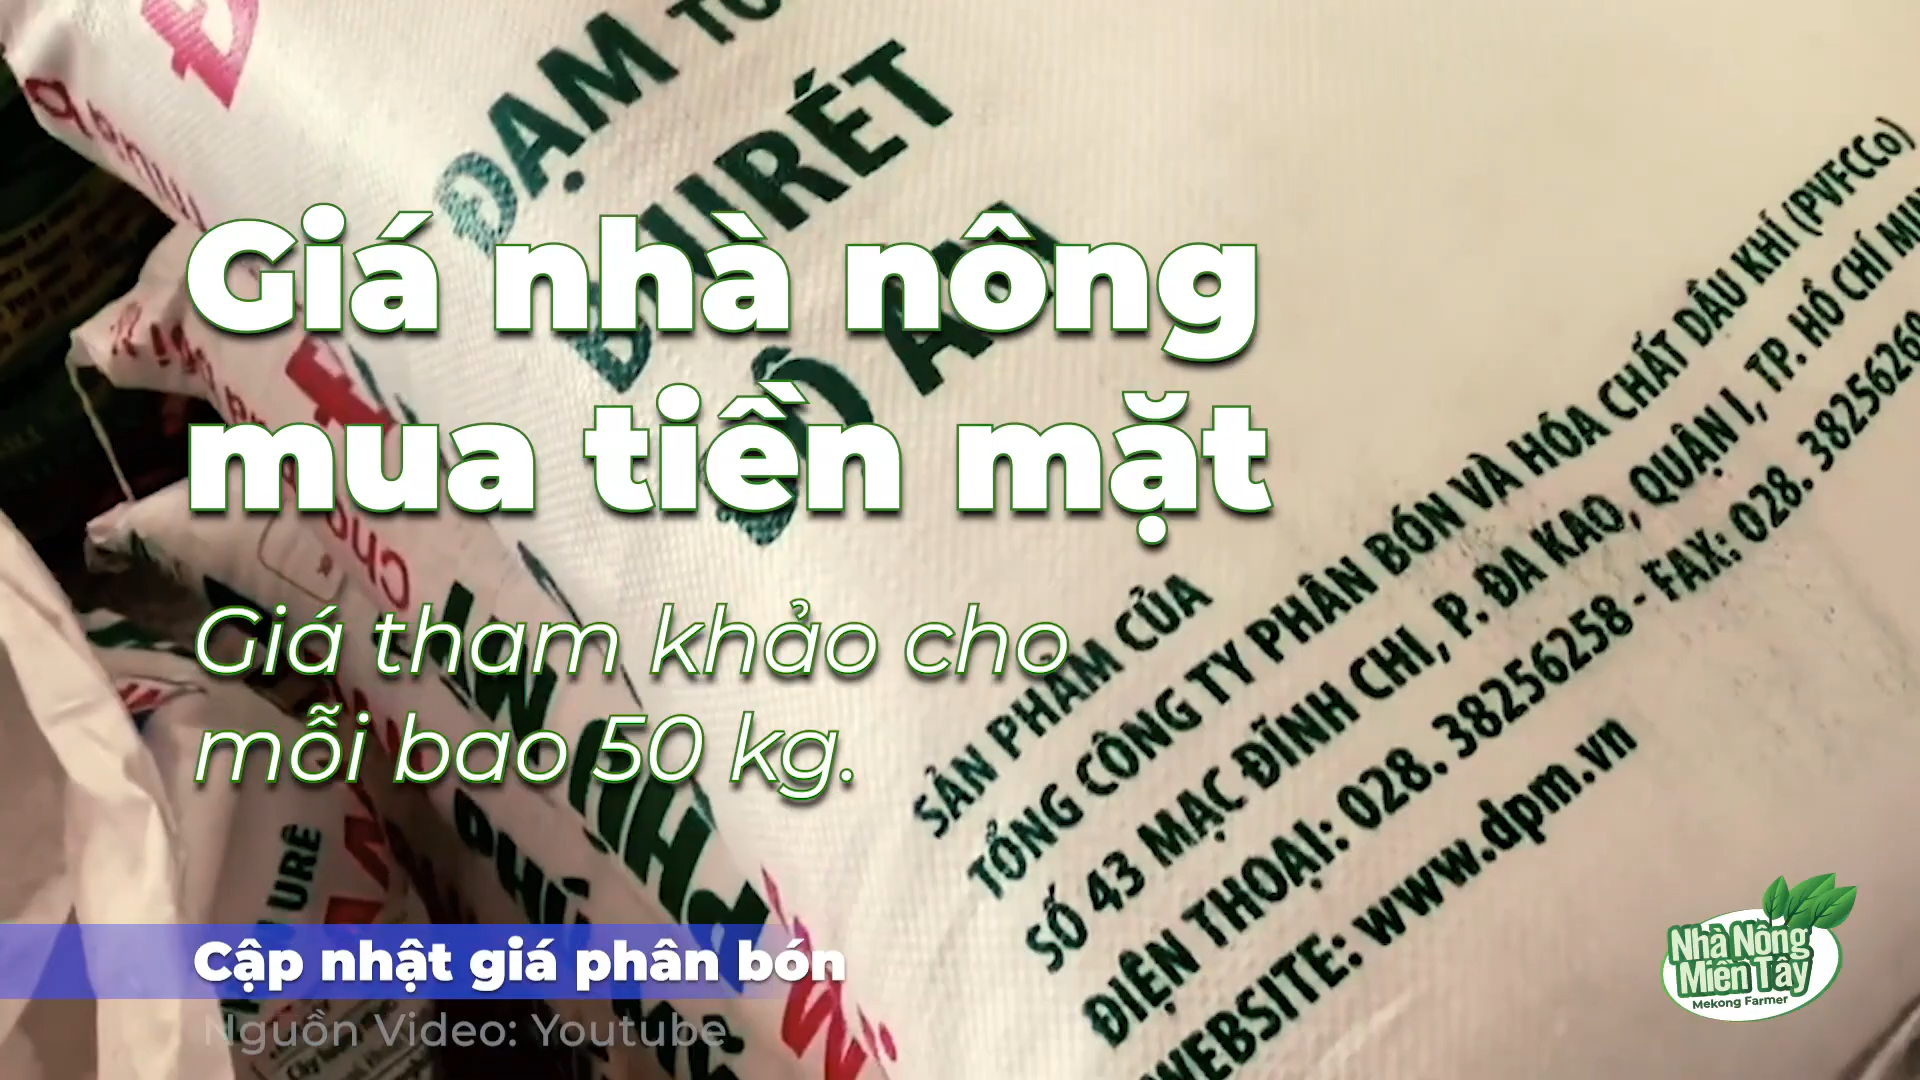 ĐẠM
BIURÉT
Giá nhà nông
mua tiền mặt
Giá tham khảo cho
mỗi bao 50 kg.
SẢN PHẨM CỦA
TỔNG CÔNG TY PHÂN BÓN VÀ HÓA CHẤT DẦU KHÍ (PVFCCo)
SỐ 43 MẠC ĐĨNH CHI, P. ĐA KAO, QUẬN I, TP. HỒ CHÍ
ĐIỆN THOẠI: 028. 38256258 - FAX: 028. 38256269
WEBSITE: www.dpm.vn
URÊ
Cập nhật giá phân bón
Nguồn Video: Youtube
Nhà Nông
Miền Tây
Mekong Farmer